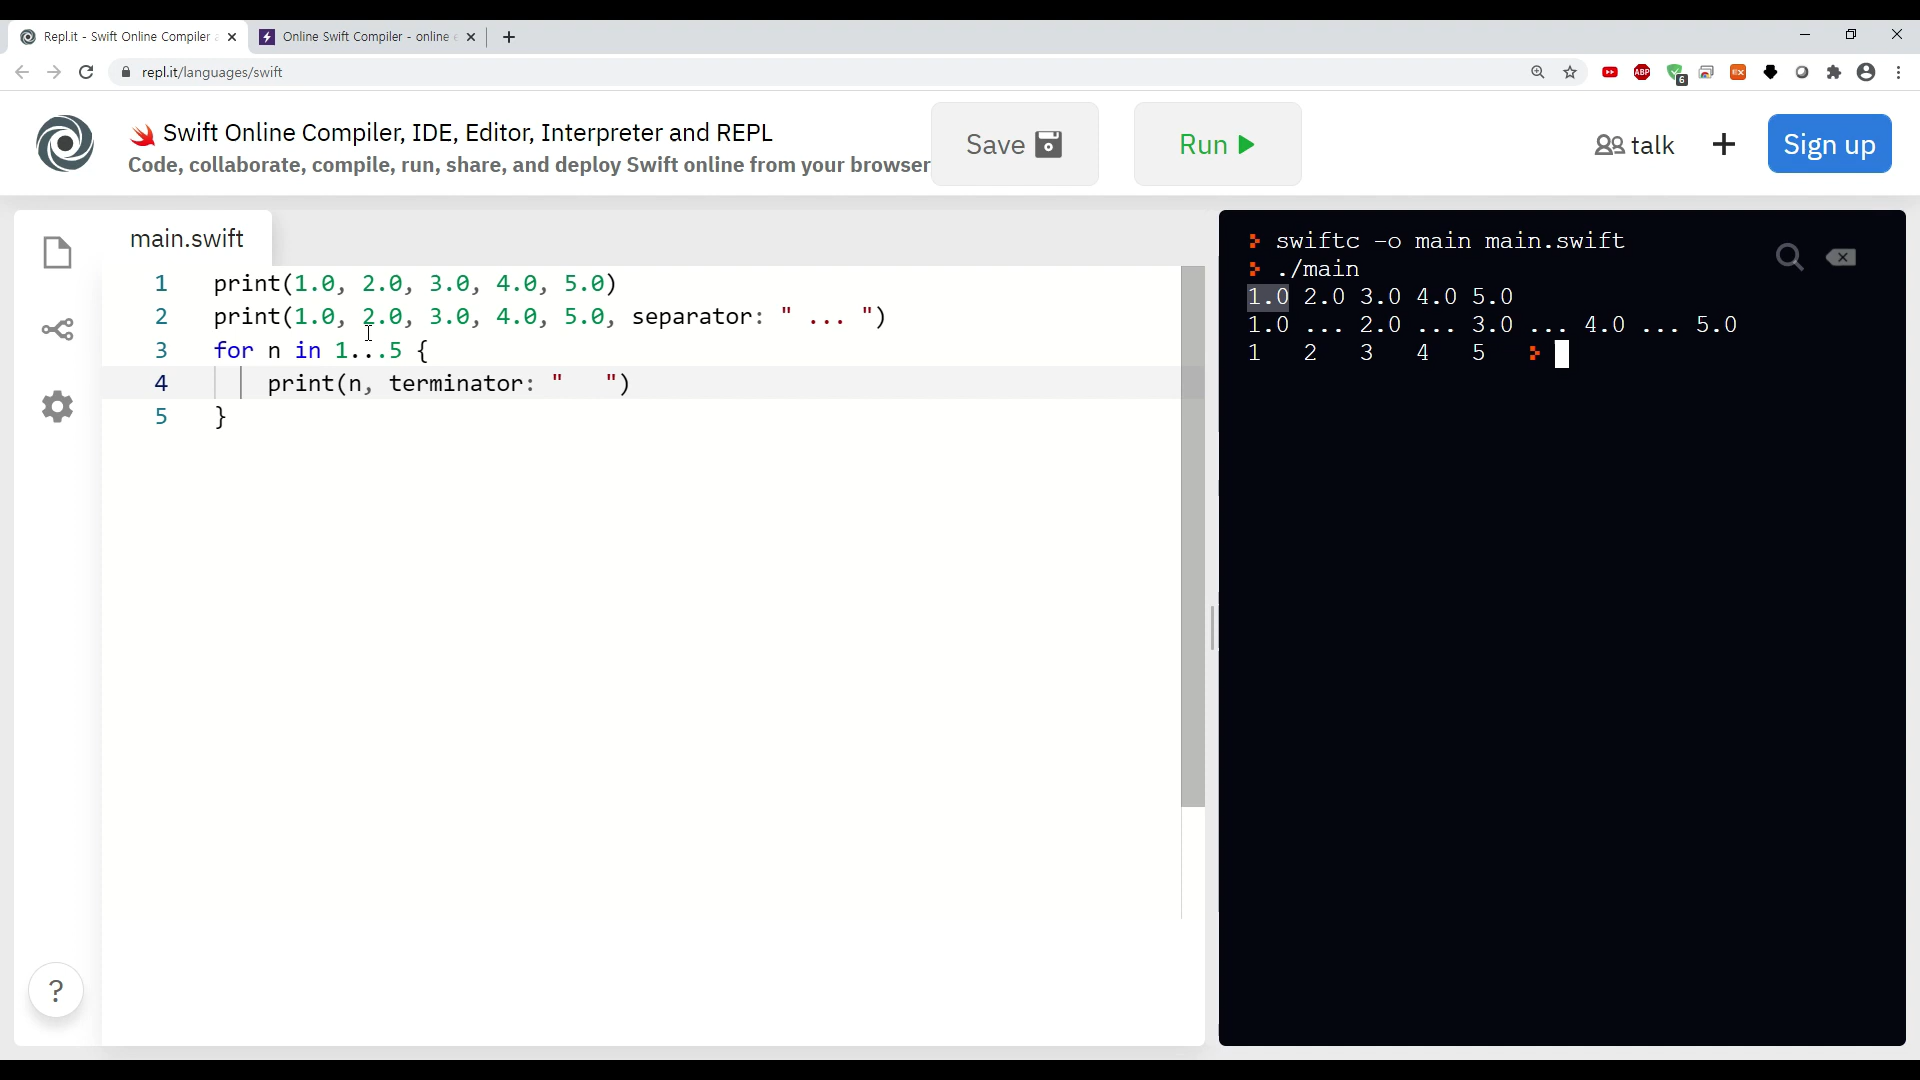 Repl.it - Swift Online Compiler a
Online Swift Compiler - online e
repl.it/languages/swift
ABP
6
EX
Swift Online Compiler, IDE, Editor, Interpreter and REPL
Code, collaborate, compile, run, share, and deploy Swift online from your browser
Save
Run
talk
+
Sign up
main.swift
1 print(1.0, 2.0, 3.0, 4.0, 5.0)
2 print(1.0, 2.0, 3.0, 4.0, 5.0, separator: " ... ")
3 for n in 1...5 {
4 print(n, terminator: "   ")
5 }
?
swiftc -o main main.swift
./main
1.0 2.0 3.0 4.0 5.0
1.0 ... 2.0 ... 3.0 ... 4.0 ... 5.0
1   2   3   4   5